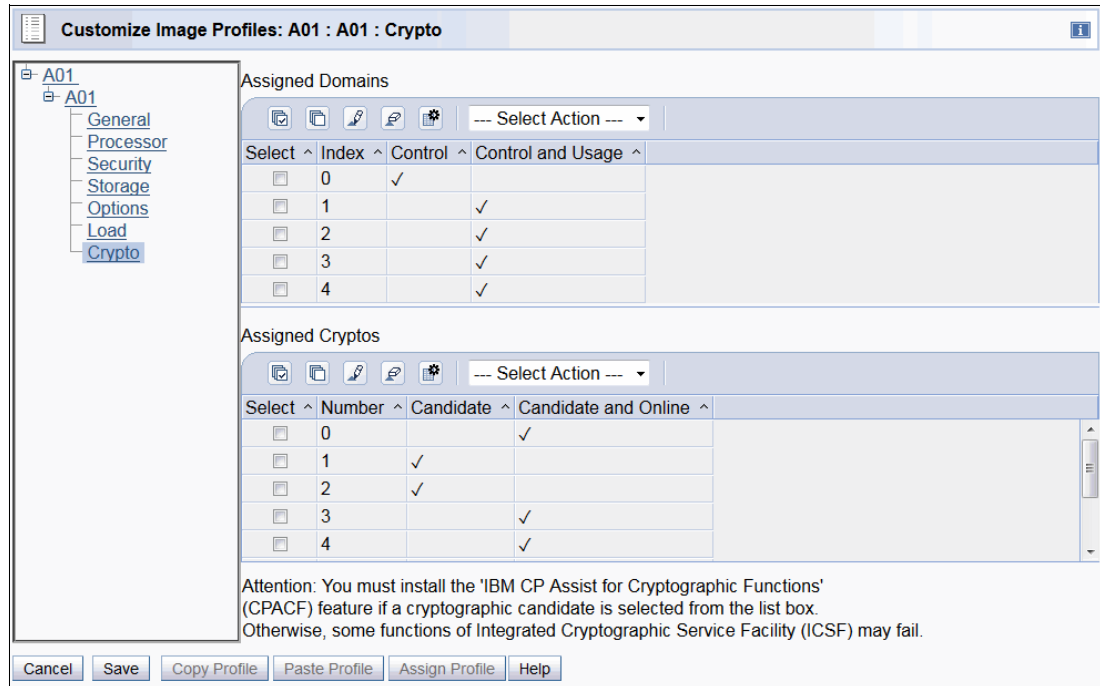 Customize Image Profiles: A01 : A01 : Crypto
A01
A01
General
Processor
Security
Storage
Options
Load
Crypto
Assigned Domains
--- Select Action ---
Select Index Control Control and Usage
0 ✓
1 ✓
2 ✓
3 ✓
4 ✓
Assigned Cryptos
--- Select Action ---
Select Number Candidate Candidate and Online
0 ✓
1 ✓
2 ✓
3 ✓
4 ✓
Attention: You must install the 'IBM CP Assist for Cryptographic Functions'
(CPACF) feature if a cryptographic candidate is selected from the list box.
Otherwise, some functions of Integrated Cryptographic Service Facility (ICSF) may fail.
Cancel Save Copy Profile Paste Profile Assign Profile Help